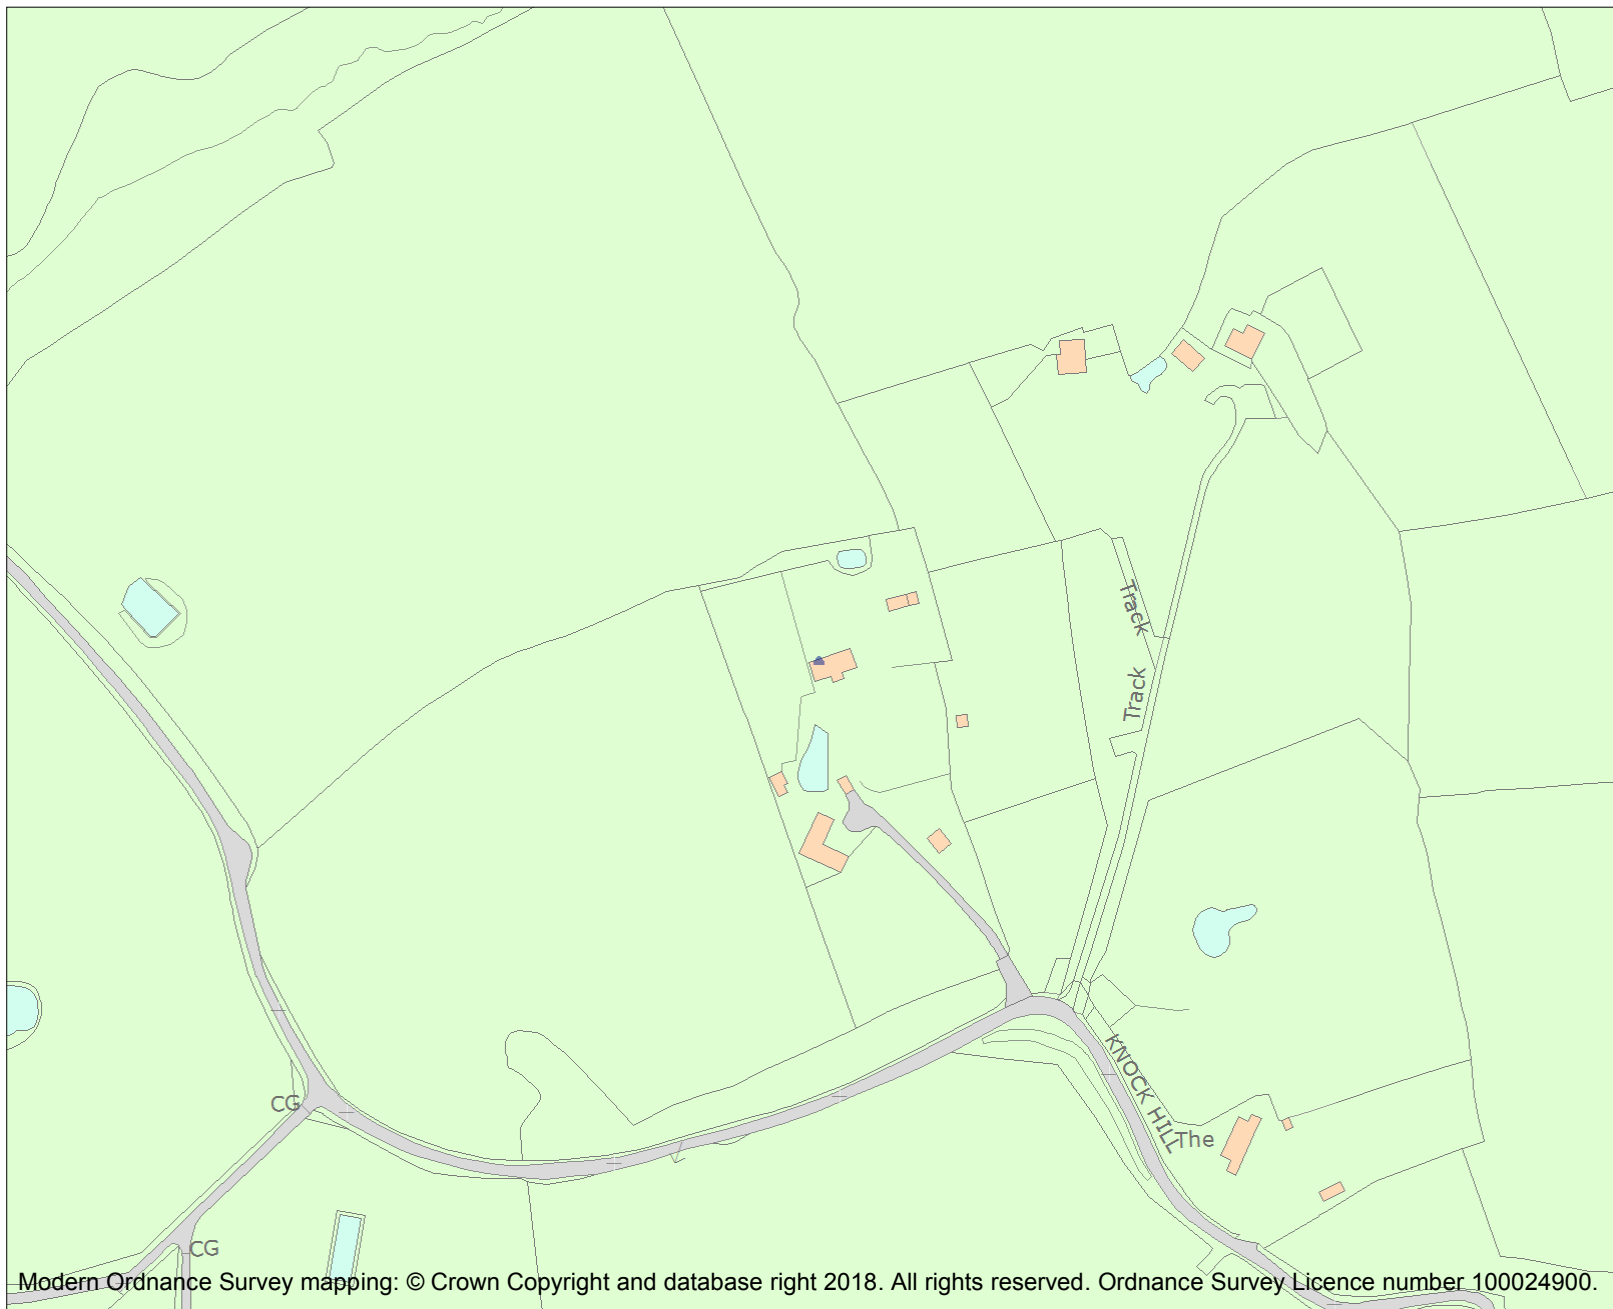 Track
Track
KNOCK HILL
CG
The
CG
Modern Ordnance Survey mapping: © Crown Copyright and database right 2018. All rights reserved. Ordnance Survey Licence number 100024900.